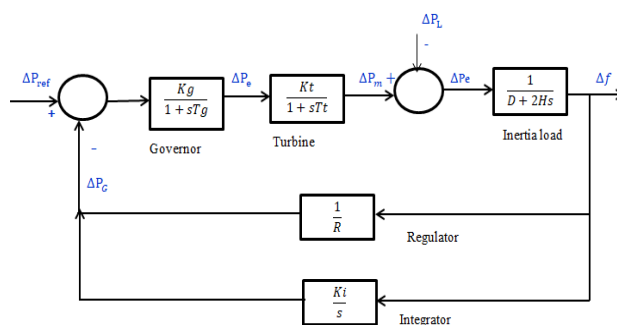 ΔP_L
-
ΔP_ref
+
Kg
1 + sTg
Governor
ΔP_e
Kt
1 + sTt
Turbine
ΔP_m +
ΔPe
1
D + 2Hs
Inertia load
Δf
-
ΔP_G
1
R
Regulator
Ki
s
Integrator